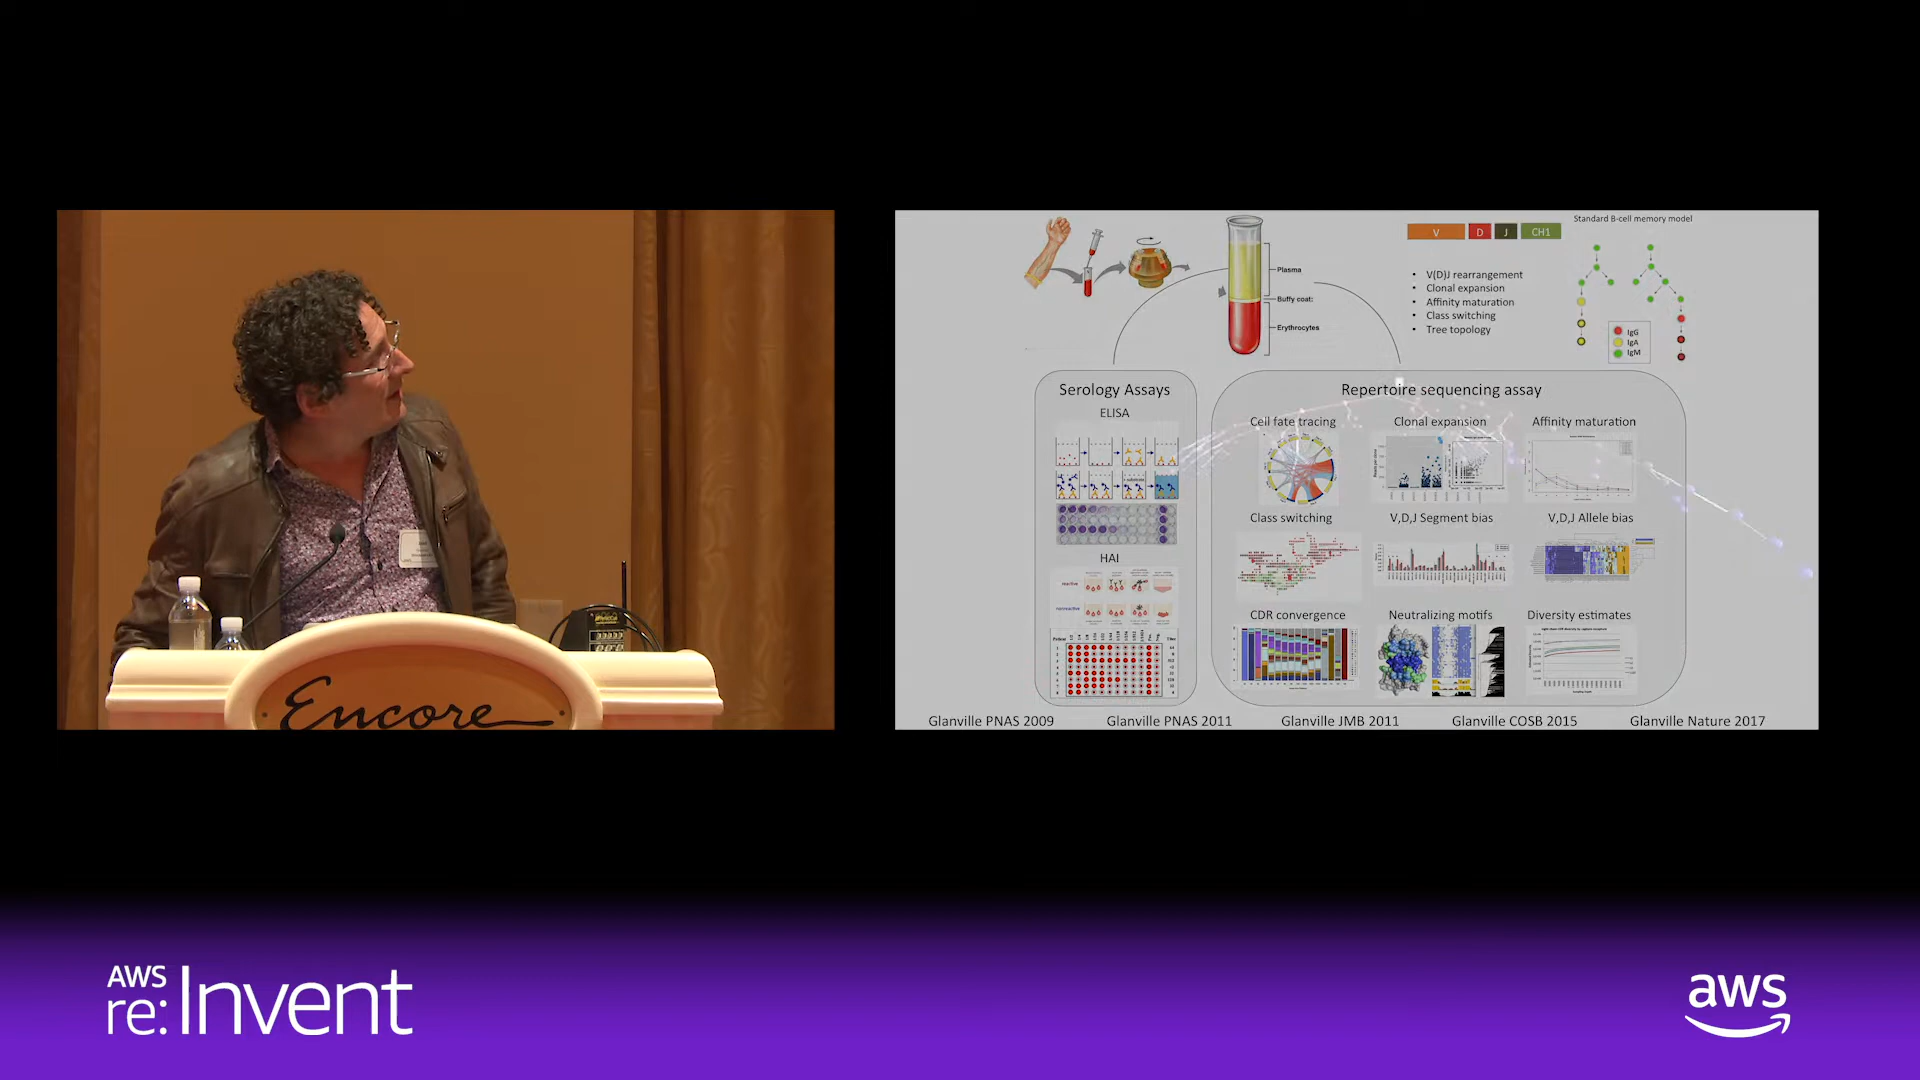 Encore
Plasma
Buffy coat:
Erythrocytes
V D J CH1
• V(D)J rearrangement
• Clonal expansion
• Affinity maturation
• Class switching
• Tree topology
Standard B-cell memory model
IgG
IgA
IgM
Serology Assays
ELISA
HAI
reactive
nonreactive
Repertoire sequencing assay
Cell fate tracing
Clonal expansion
Affinity maturation
Class switching
V,D,J Segment bias
V,D,J Allele bias
CDR convergence
Neutralizing motifs
Diversity estimates
Glanville PNAS 2009
Glanville PNAS 2011
Glanville JMB 2011
Glanville COSB 2015
Glanville Nature 2017
AWS
re:Invent
aws